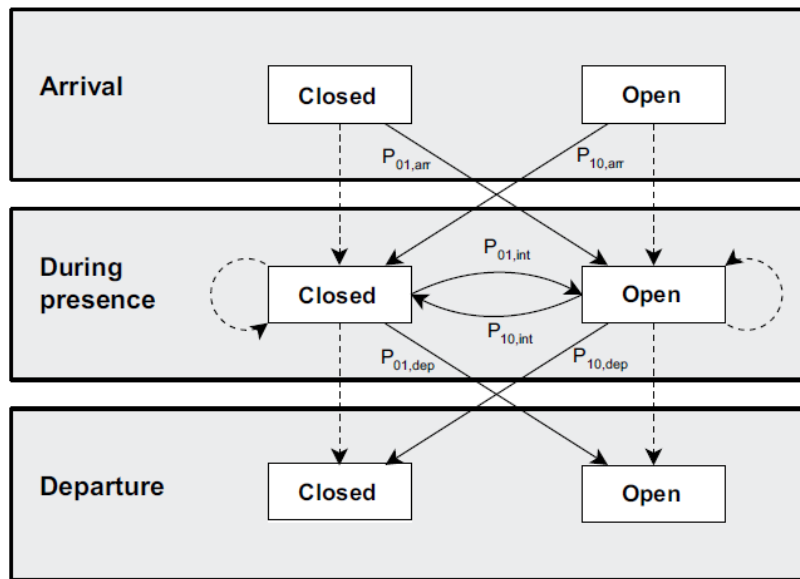 Arrival
Closed
Open
P01,arr
P10,arr
During
presence
Closed
Open
P01,int
P10,int
P01,dep
P10,dep
Departure
Closed
Open